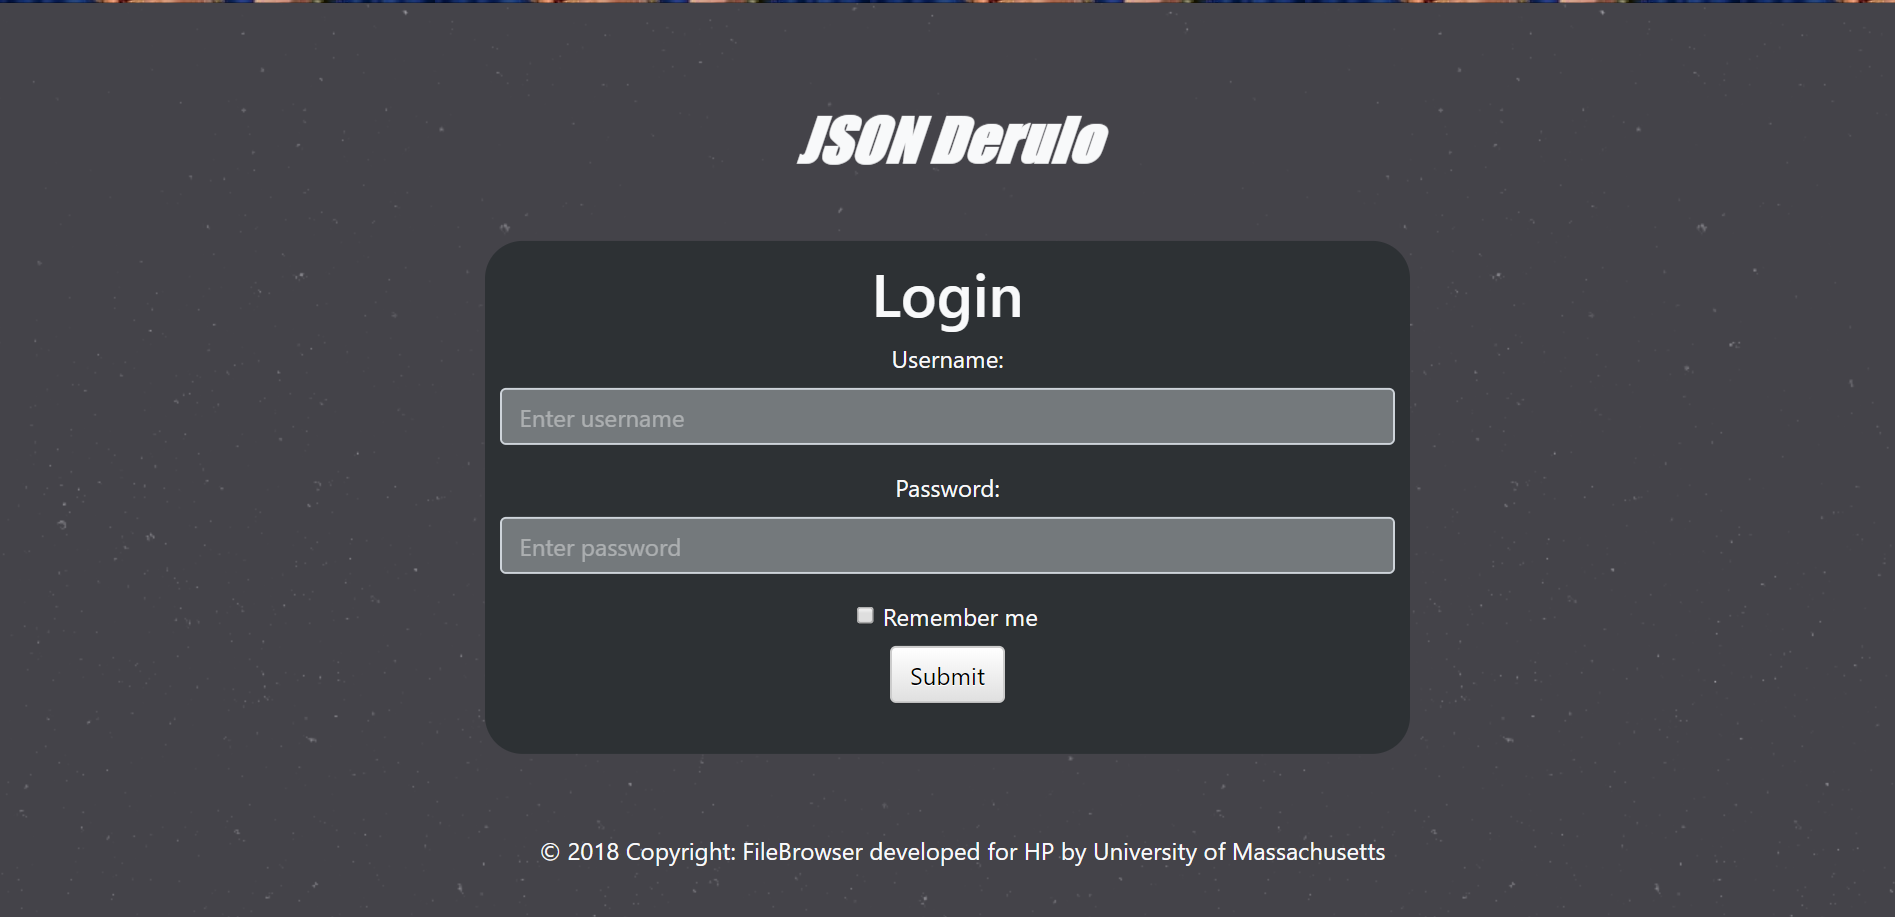 JSON Derulo
Login
Username:
Enter username
Password:
Enter password
Remember me
Submit
© 2018 Copyright: FileBrowser developed for HP by University of Massachusetts